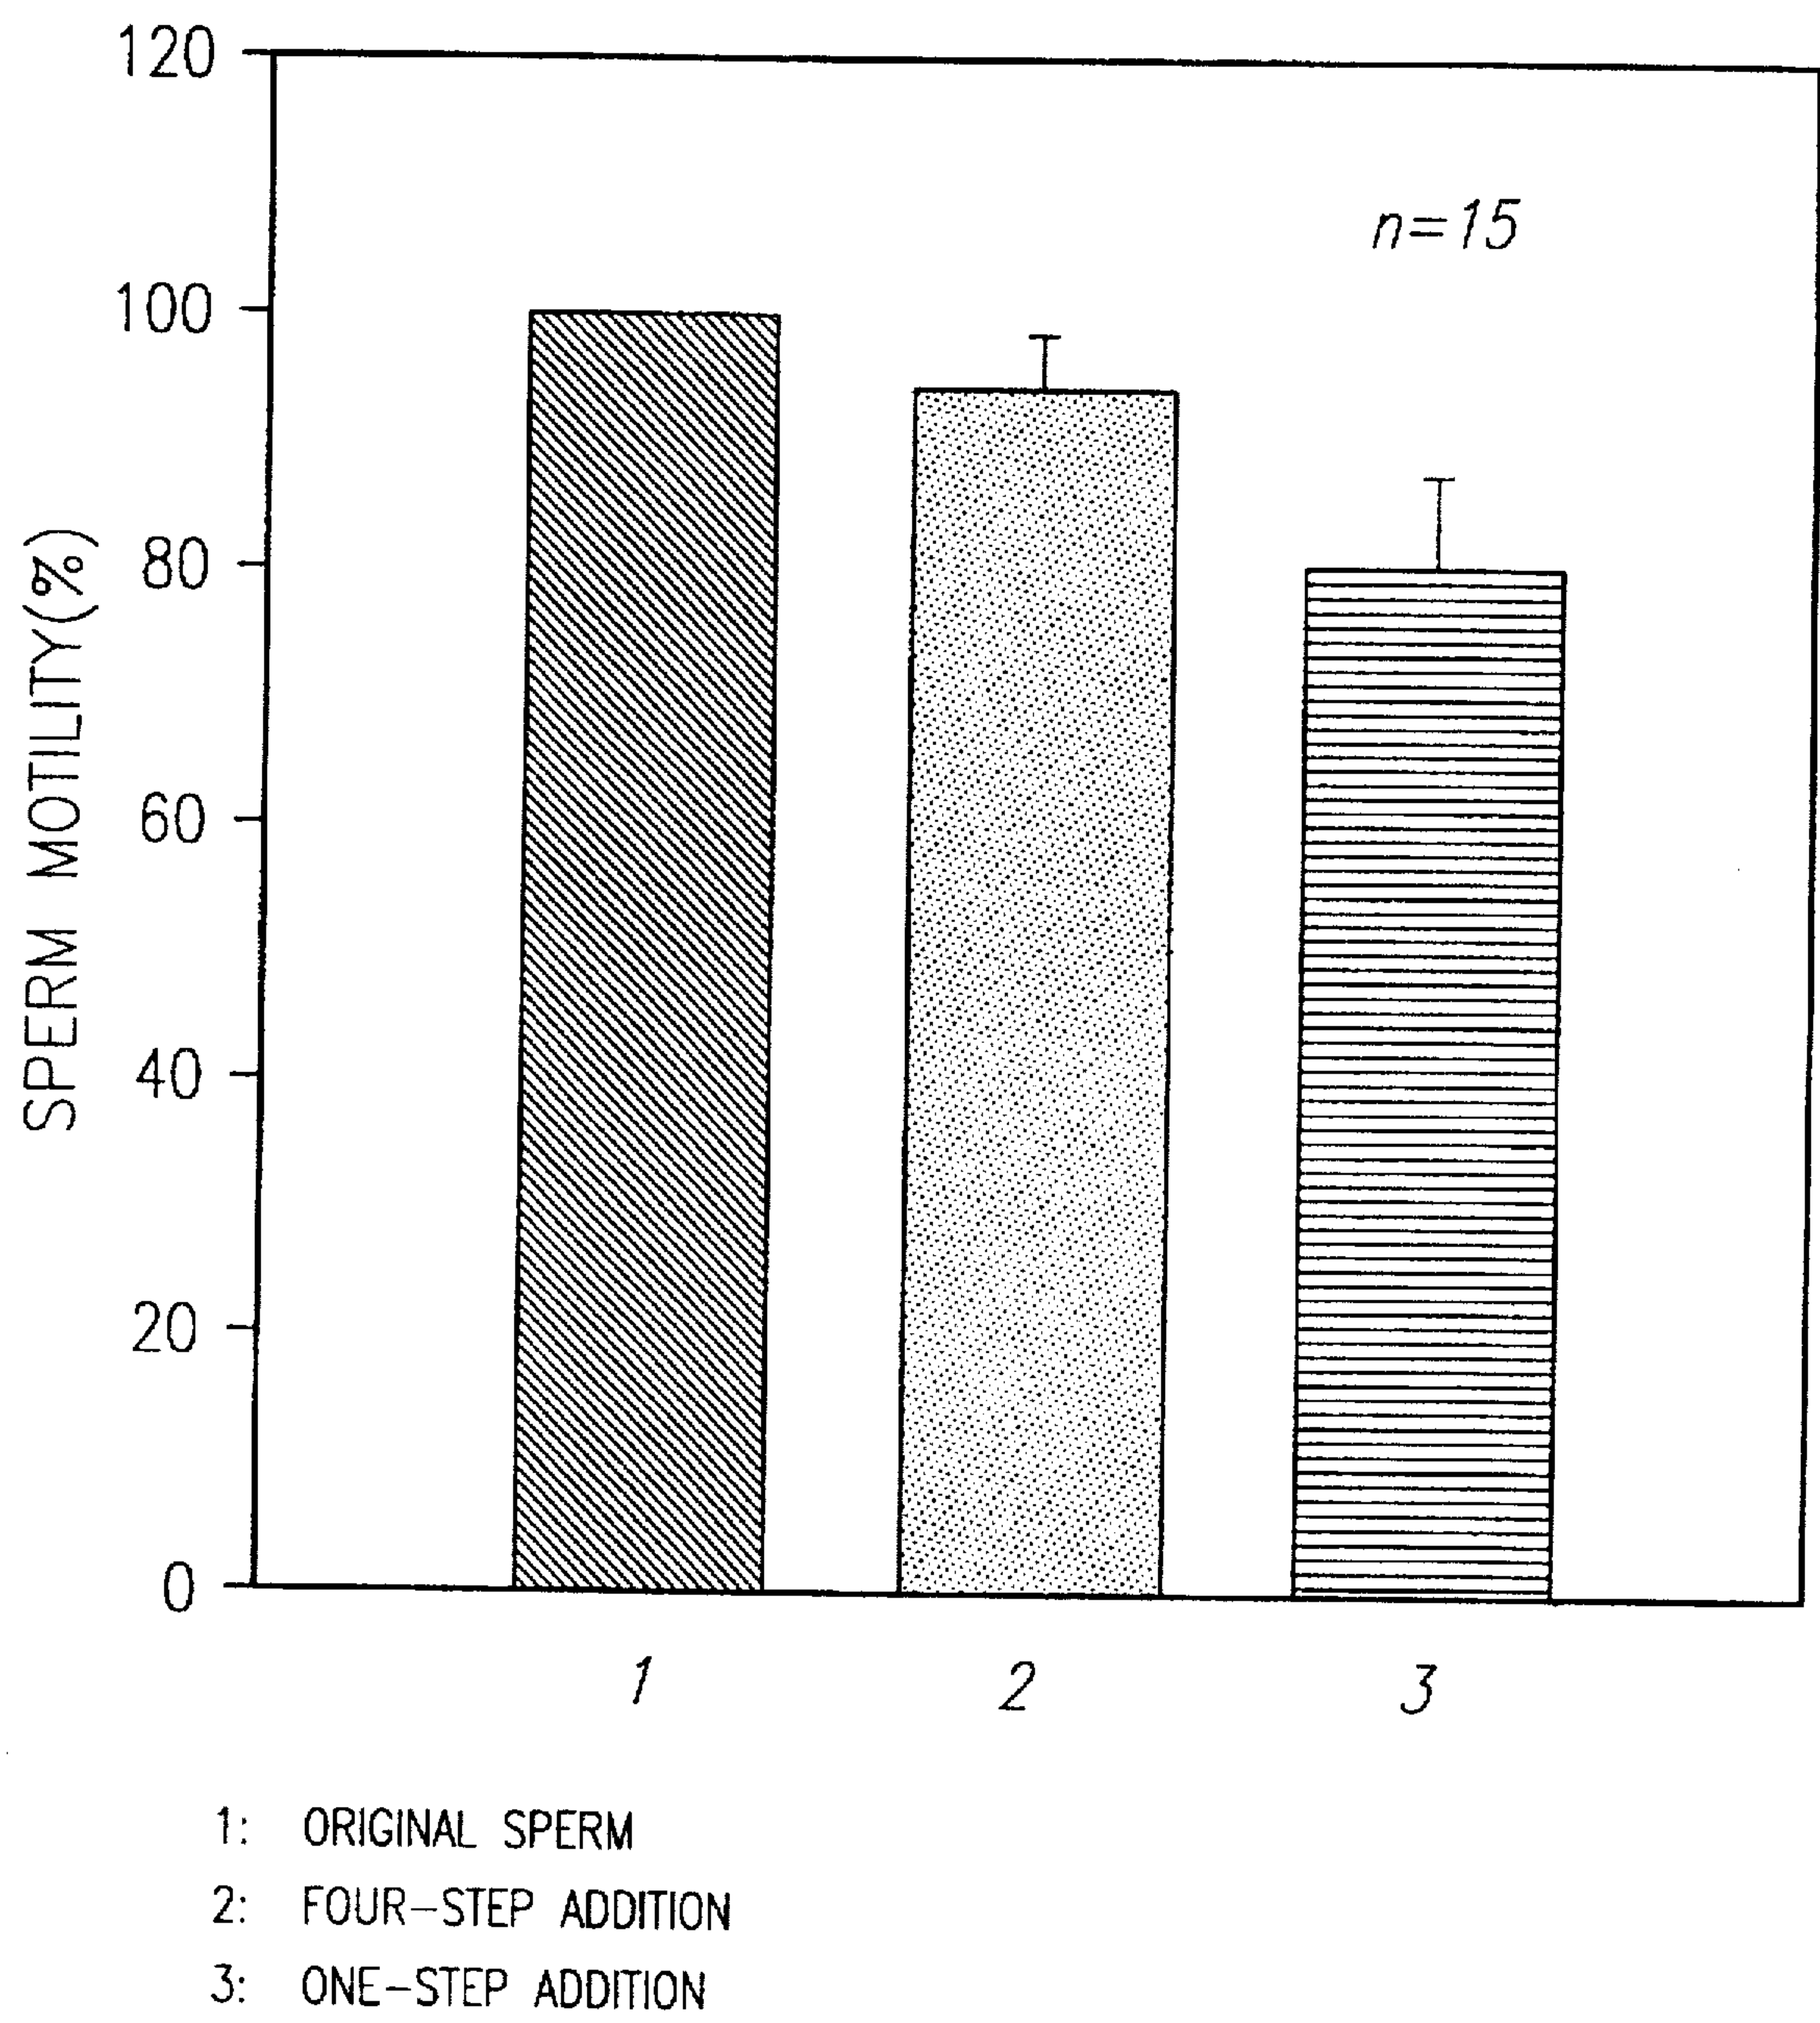 120
100
80
60
40
20
0
SPERM MOTILITY(%)
n=15
1 2 3
1: ORIGINAL SPERM
2: FOUR-STEP ADDITION
3: ONE-STEP ADDITION